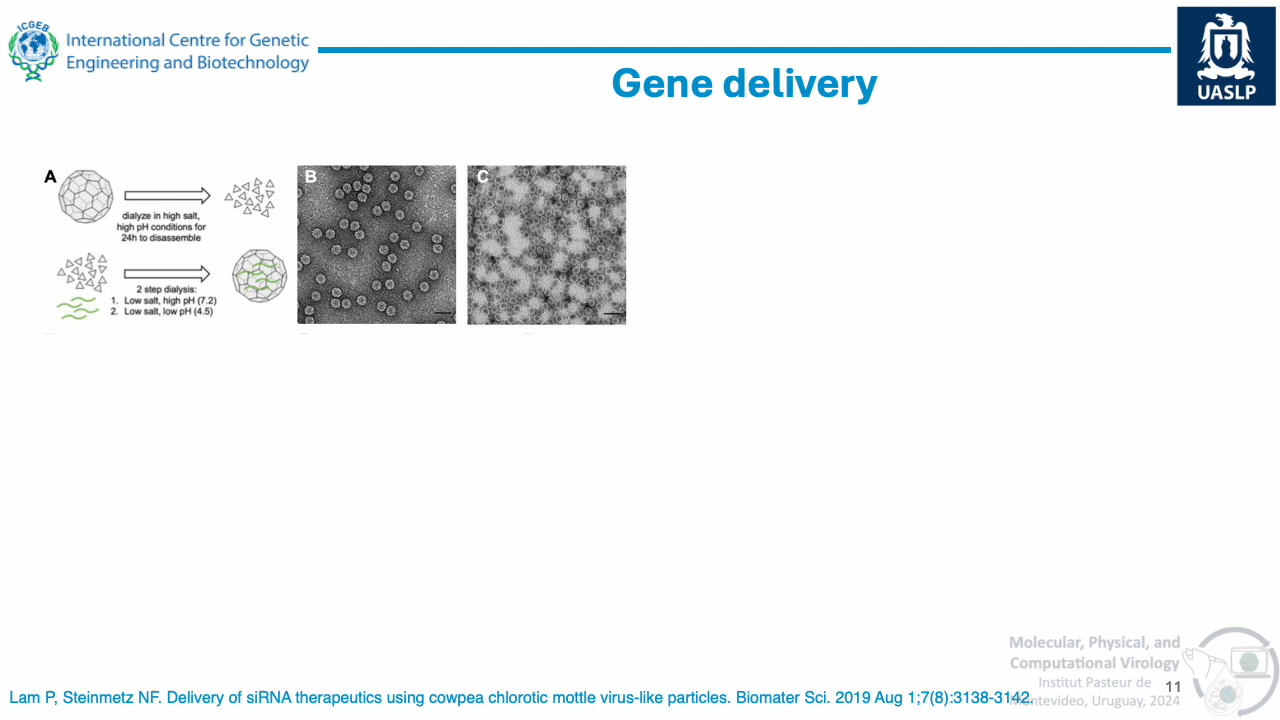 ICGEB
International Centre for Genetic
Engineering and Biotechnology
UASLP
Gene delivery
A
dialyze in high salt,
high pH conditions for
24h to disassemble
2 step dialysis:
1. Low salt, high pH (7.2)
2. Low salt, low pH (4.5)
B
C
Molecular, Physical, and
Computational Virology
Institut Pasteur de
Montevideo, Uruguay, 2024
11
Lam P, Steinmetz NF. Delivery of siRNA therapeutics using cowpea chlorotic mottle virus-like particles. Biomater Sci. 2019 Aug 1;7(8):3138-3142.